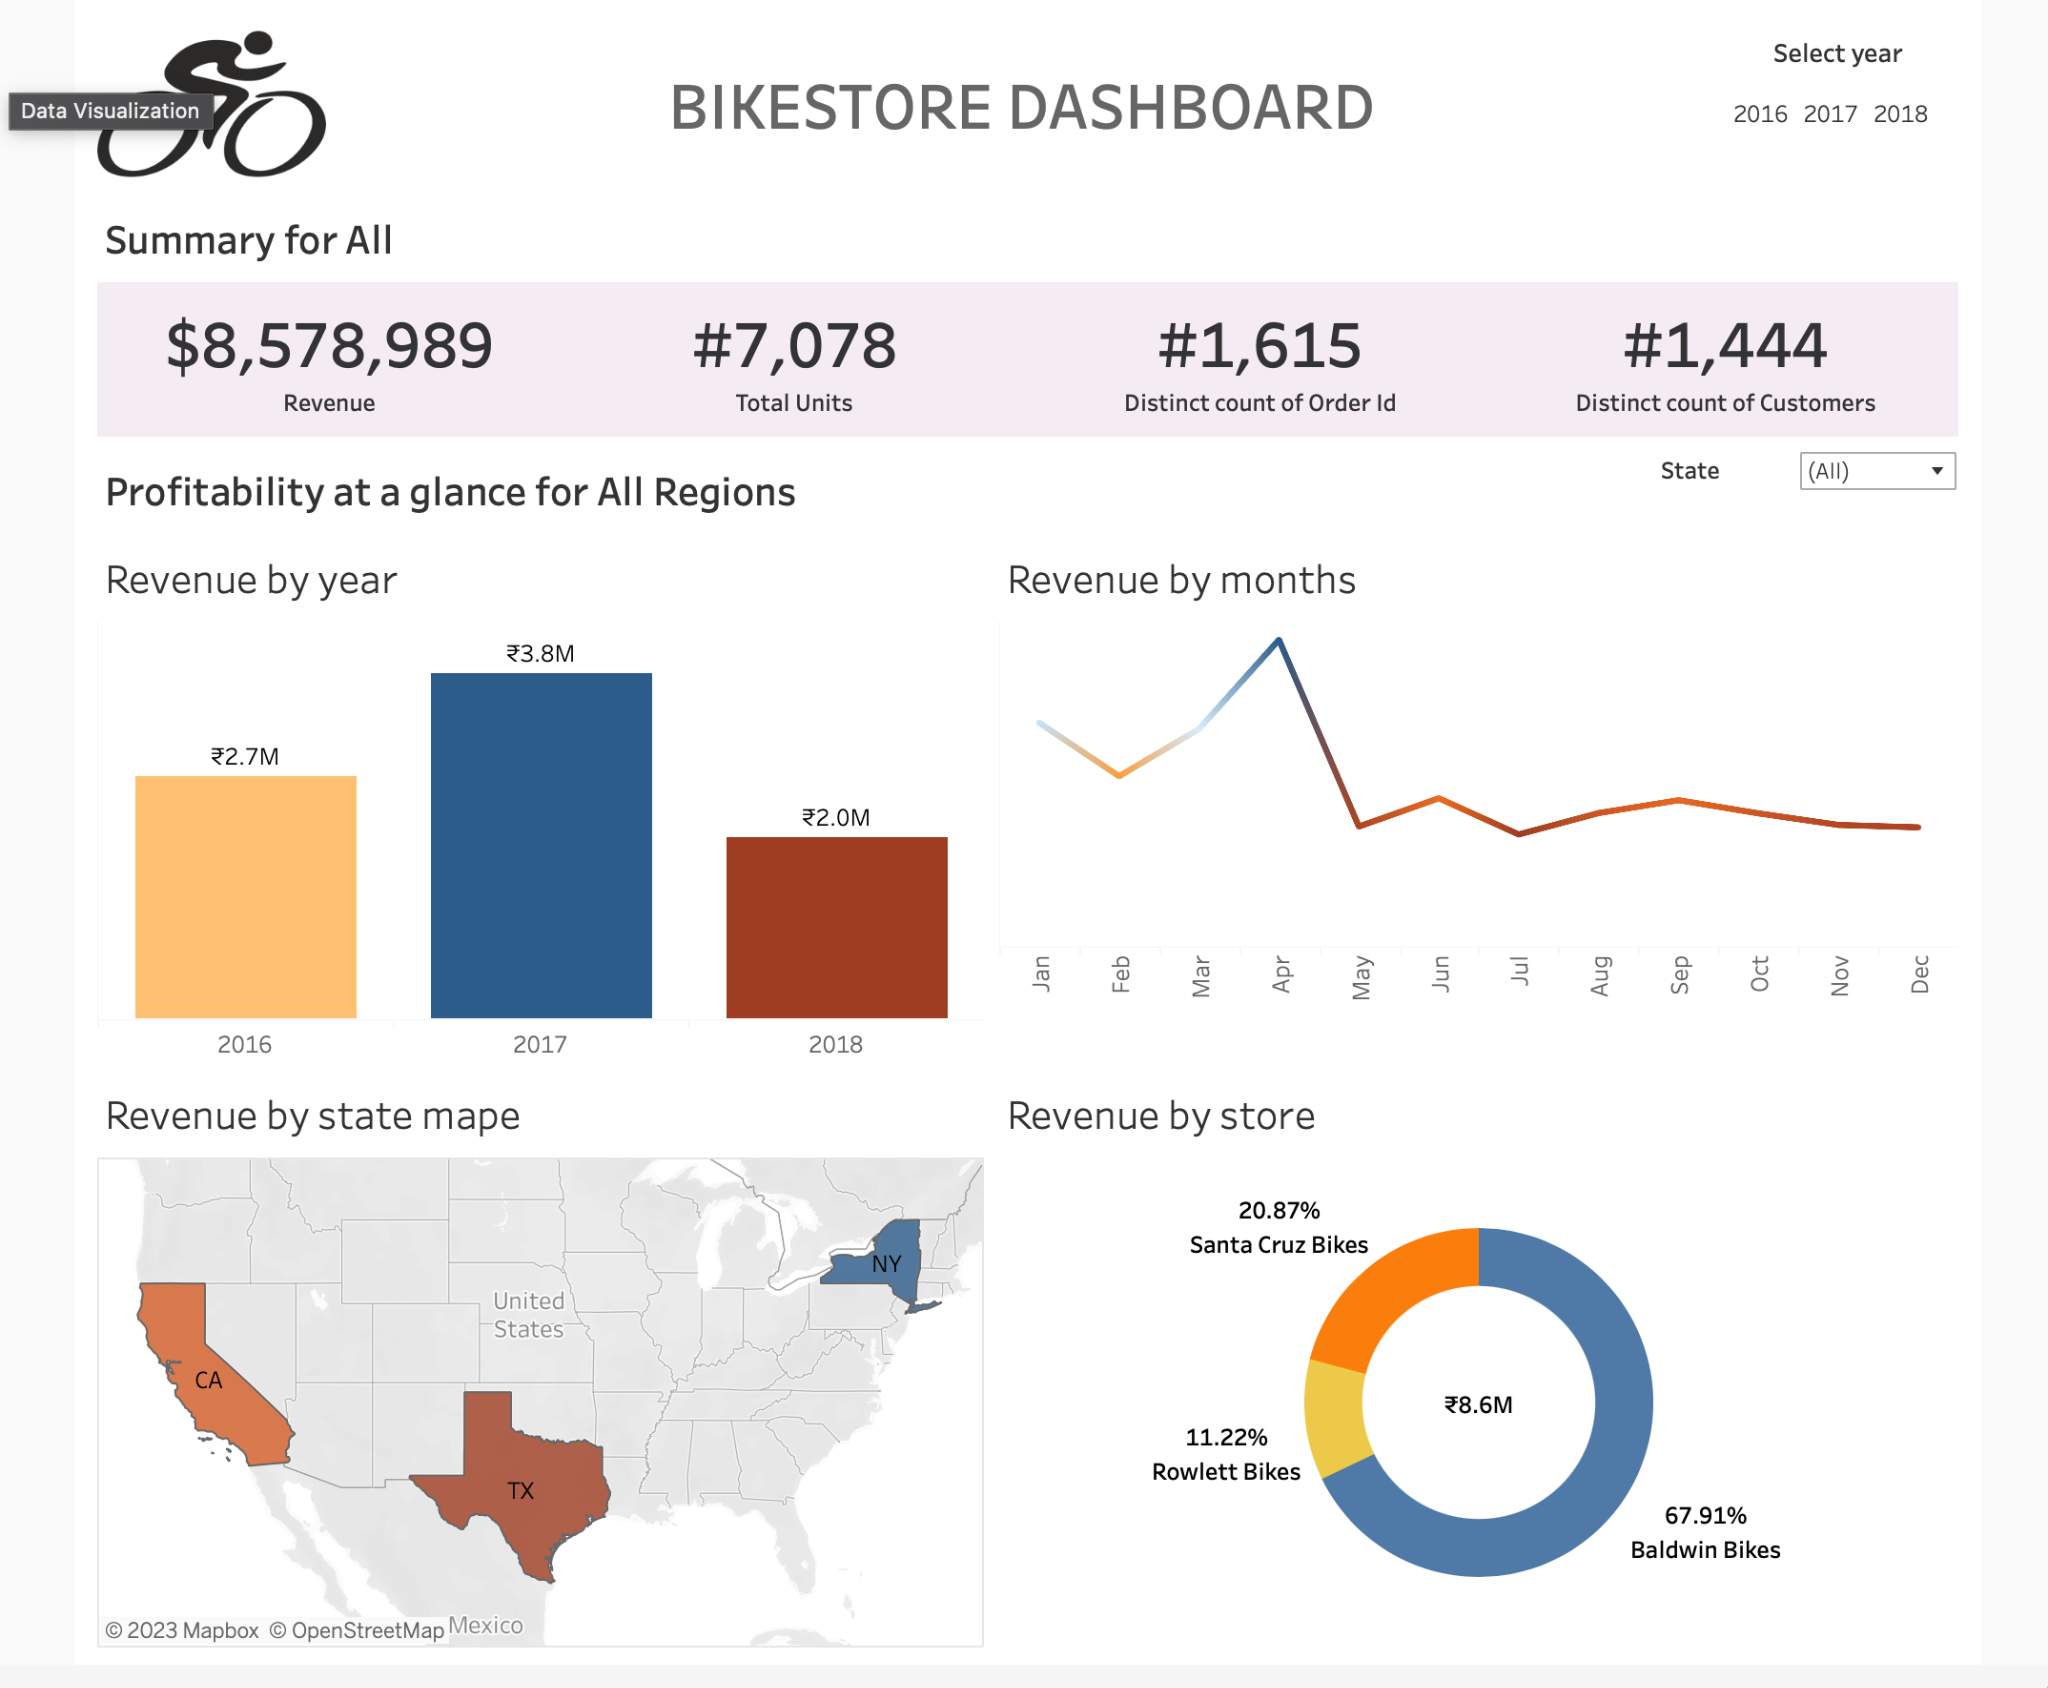 Select year
Data Visualization
BIKESTORE DASHBOARD
2016 2017 2018
Summary for All
$8,578,989 #7,078 #1,615 #1,444
Revenue Total Units Distinct count of Order Id Distinct count of Customers
State (All)
Profitability at a glance for All Regions
Revenue by year
₹3.8M
₹2.7M
₹2.0M
2016 2017 2018
Revenue by months
Jan Feb Mar Apr May Jun Jul Aug Sep Oct Nov Dec
Revenue by state mape
NY
United
States
CA
TX
Mexico
© 2023 Mapbox © OpenStreetMap
Revenue by store
20.87%
Santa Cruz Bikes
₹8.6M
11.22%
Rowlett Bikes
67.91%
Baldwin Bikes